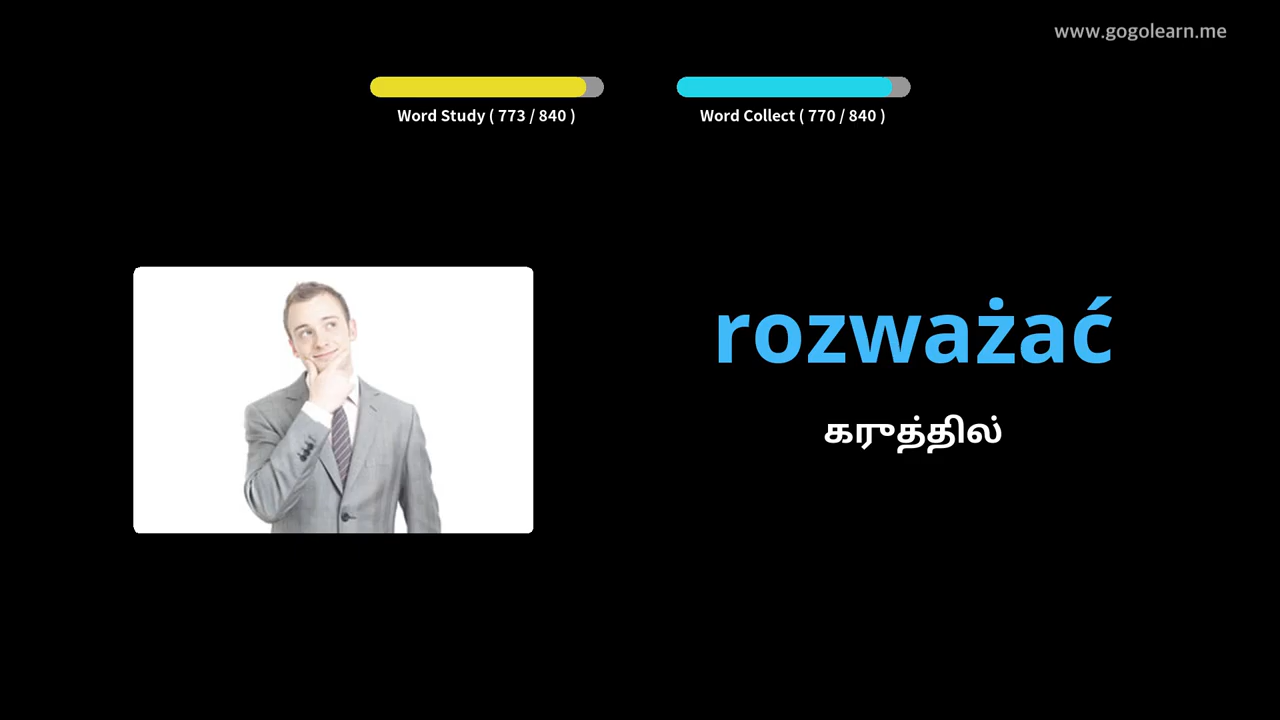 www.gogolearn.me
Word Study ( 773 / 840 )
Word Collect ( 770 / 840 )
rozważać
கருத்தில்